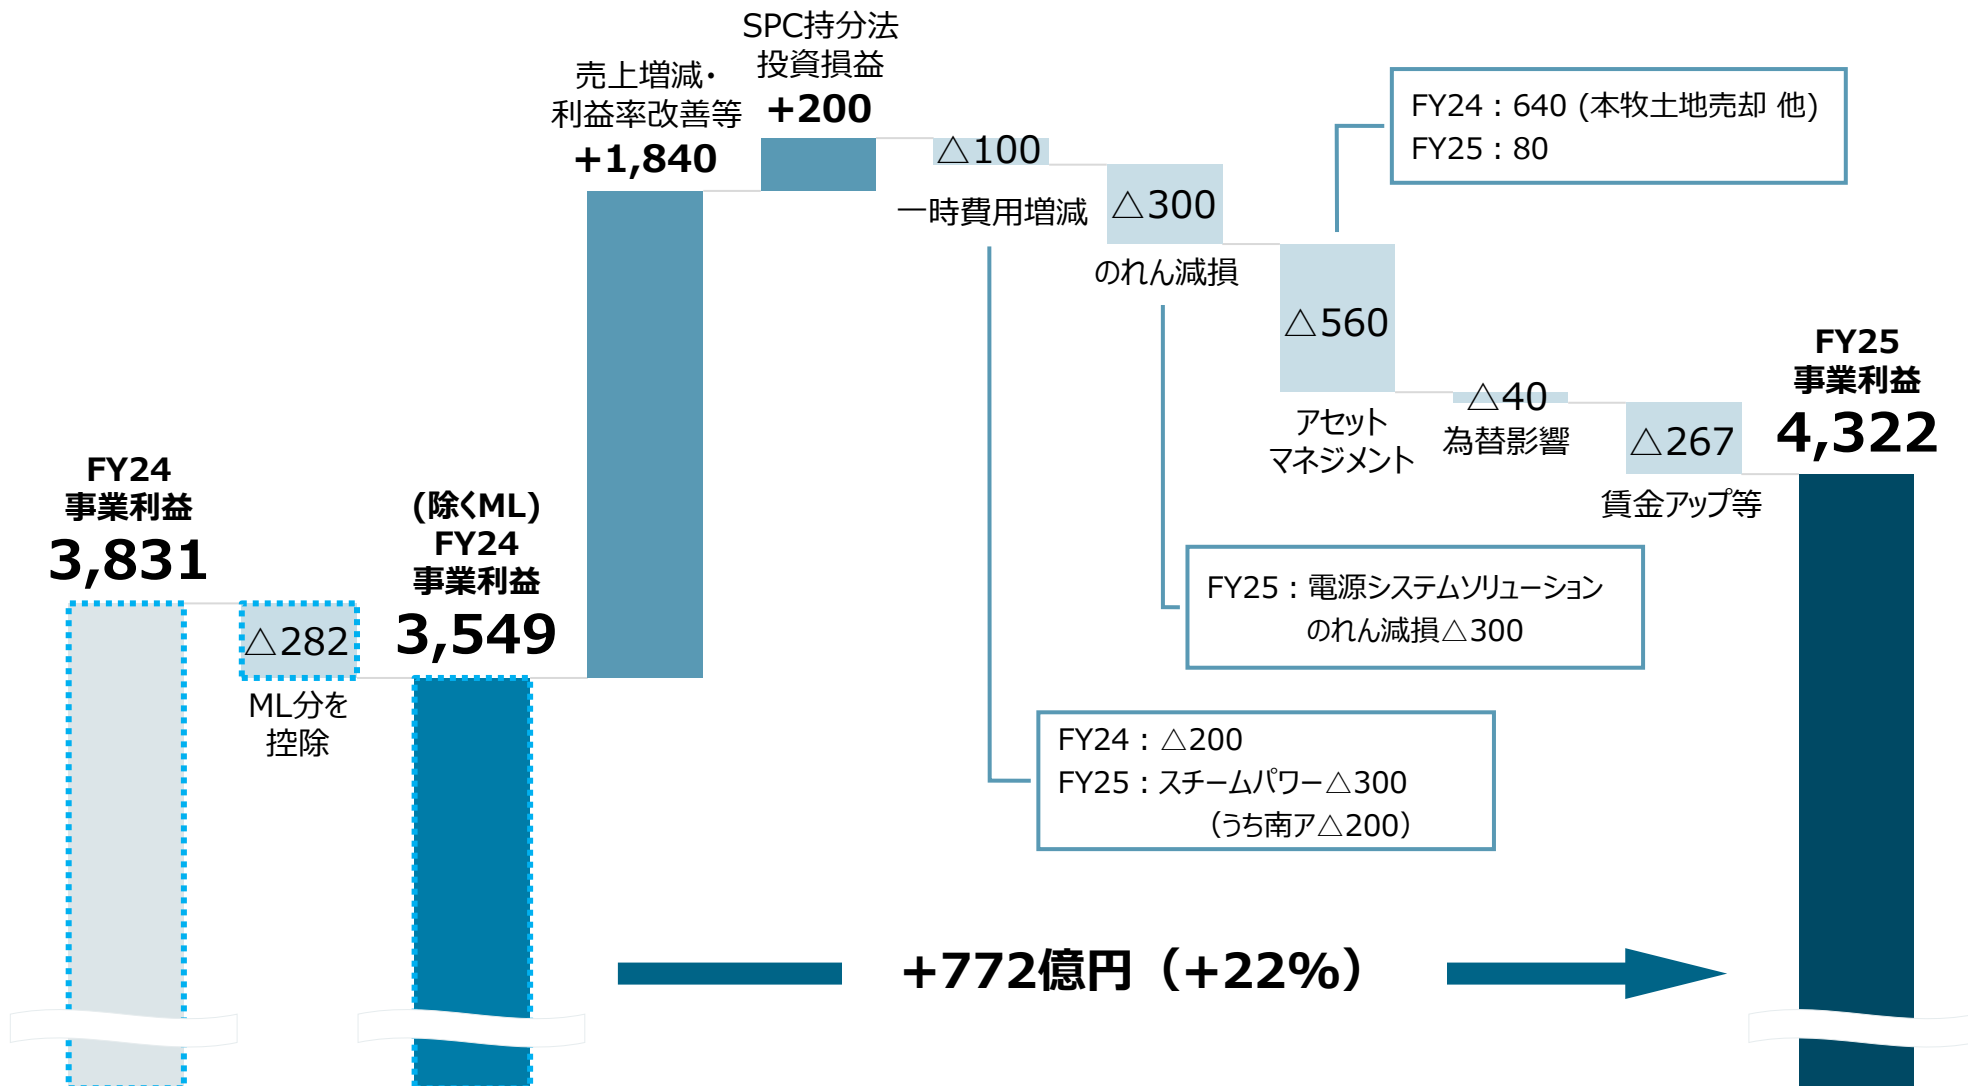 FY24
事業利益
3,831
△282
ML分を
控除
(除くML)
FY24
事業利益
3,549
売上増減・
利益率改善等
+1,840
SPC持分法
投資損益
+200
△100
一時費用増減
FY24：△200
FY25：スチームパワー△300
（うち南ア△200）
△300
のれん減損
FY25：電源システムソリューション
のれん減損△300
△560
アセット
マネジメント
FY24：640 (本牧土地売却 他)
FY25：80
△40
為替影響
△267
賃金アップ等
FY25
事業利益
4,322
+772億円（+22%）